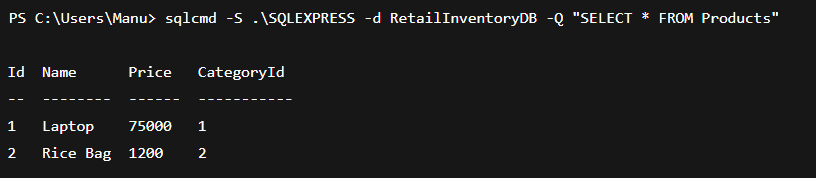 PS C:\Users\Manu> sqlcmd -S .\SQLEXPRESS -d RetailInventoryDB -Q "SELECT * FROM Products"
Id  Name      Price   CategoryId
--  --------  ------  -----------
1   Laptop    75000   1
2   Rice Bag  1200    2